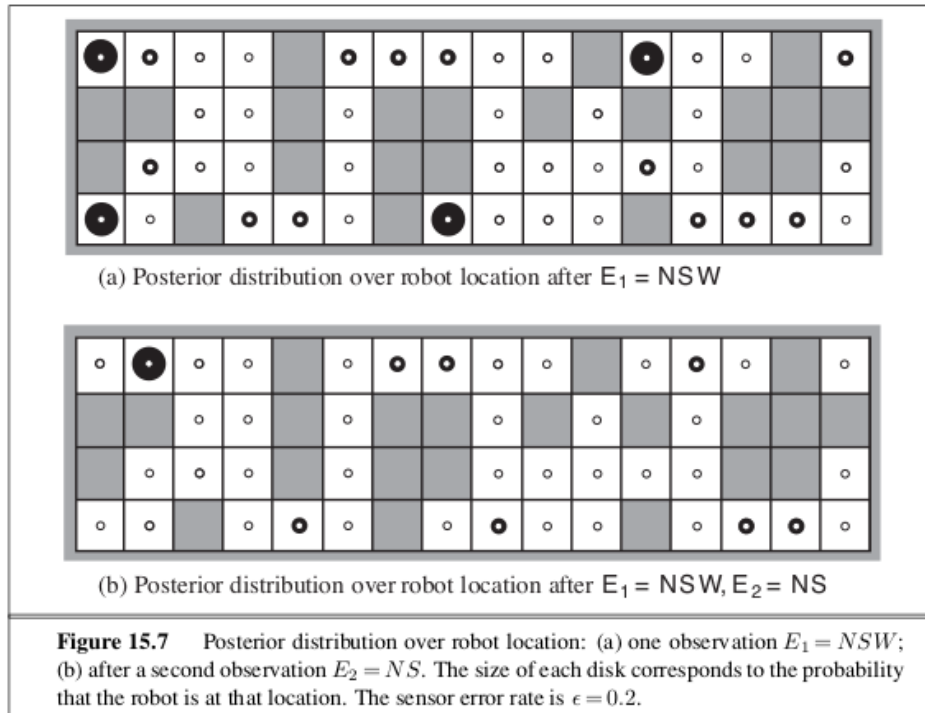 (a) Posterior distribution over robot location after E₁ = NSW
(b) Posterior distribution over robot location after E₁ = NSW, E₂ = NS
Figure 15.7 Posterior distribution over robot location: (a) one observation E₁ = NSW;
(b) after a second observation E₂ = NS. The size of each disk corresponds to the probability
that the robot is at that location. The sensor error rate is ϵ = 0.2.